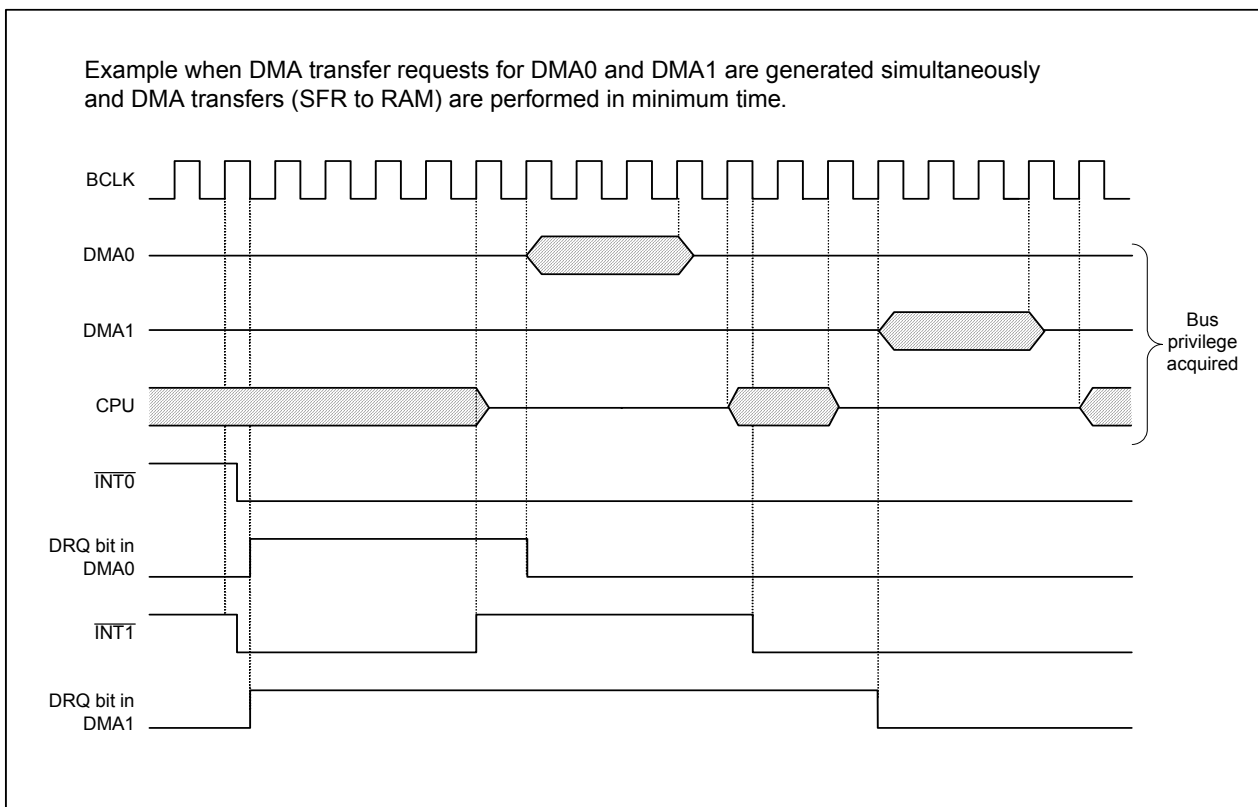 Example when DMA transfer requests for DMA0 and DMA1 are generated simultaneously
and DMA transfers (SFR to RAM) are performed in minimum time.
BCLK
DMA0
DMA1
CPU
Bus
privilege
acquired
INT0
DRQ bit in
DMA0
INT1
DRQ bit in
DMA1